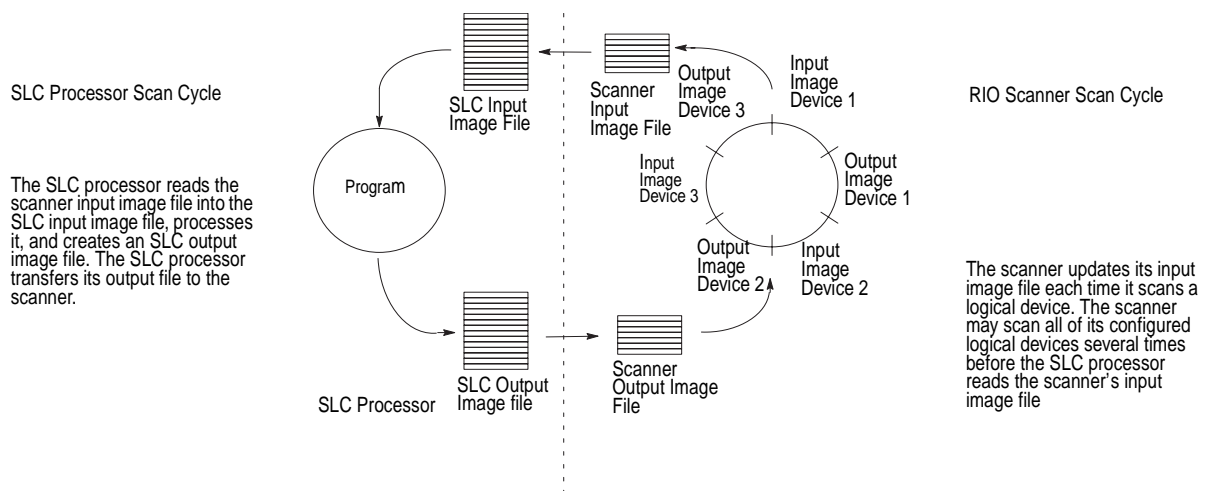 SLC Processor Scan Cycle
The SLC processor reads the
scanner input image file into the
SLC input image file, processes
it, and creates an SLC output
image file. The SLC processor
transfers its output file to the
scanner.
SLC Input
Image File
Program
SLC Output
Image file
SLC Processor
Scanner
Input
Image File
Scanner
Output Image
File
Output
Image
Device 3
Input
Image
Device 1
Input
Image
Device 3
Output
Image
Device 1
Output
Image
Device 2
Input
Image
Device 2
RIO Scanner Scan Cycle
The scanner updates its input
image file each time it scans a
logical device. The scanner
may scan all of its configured
logical devices several times
before the SLC processor
reads the scanner's input
image file